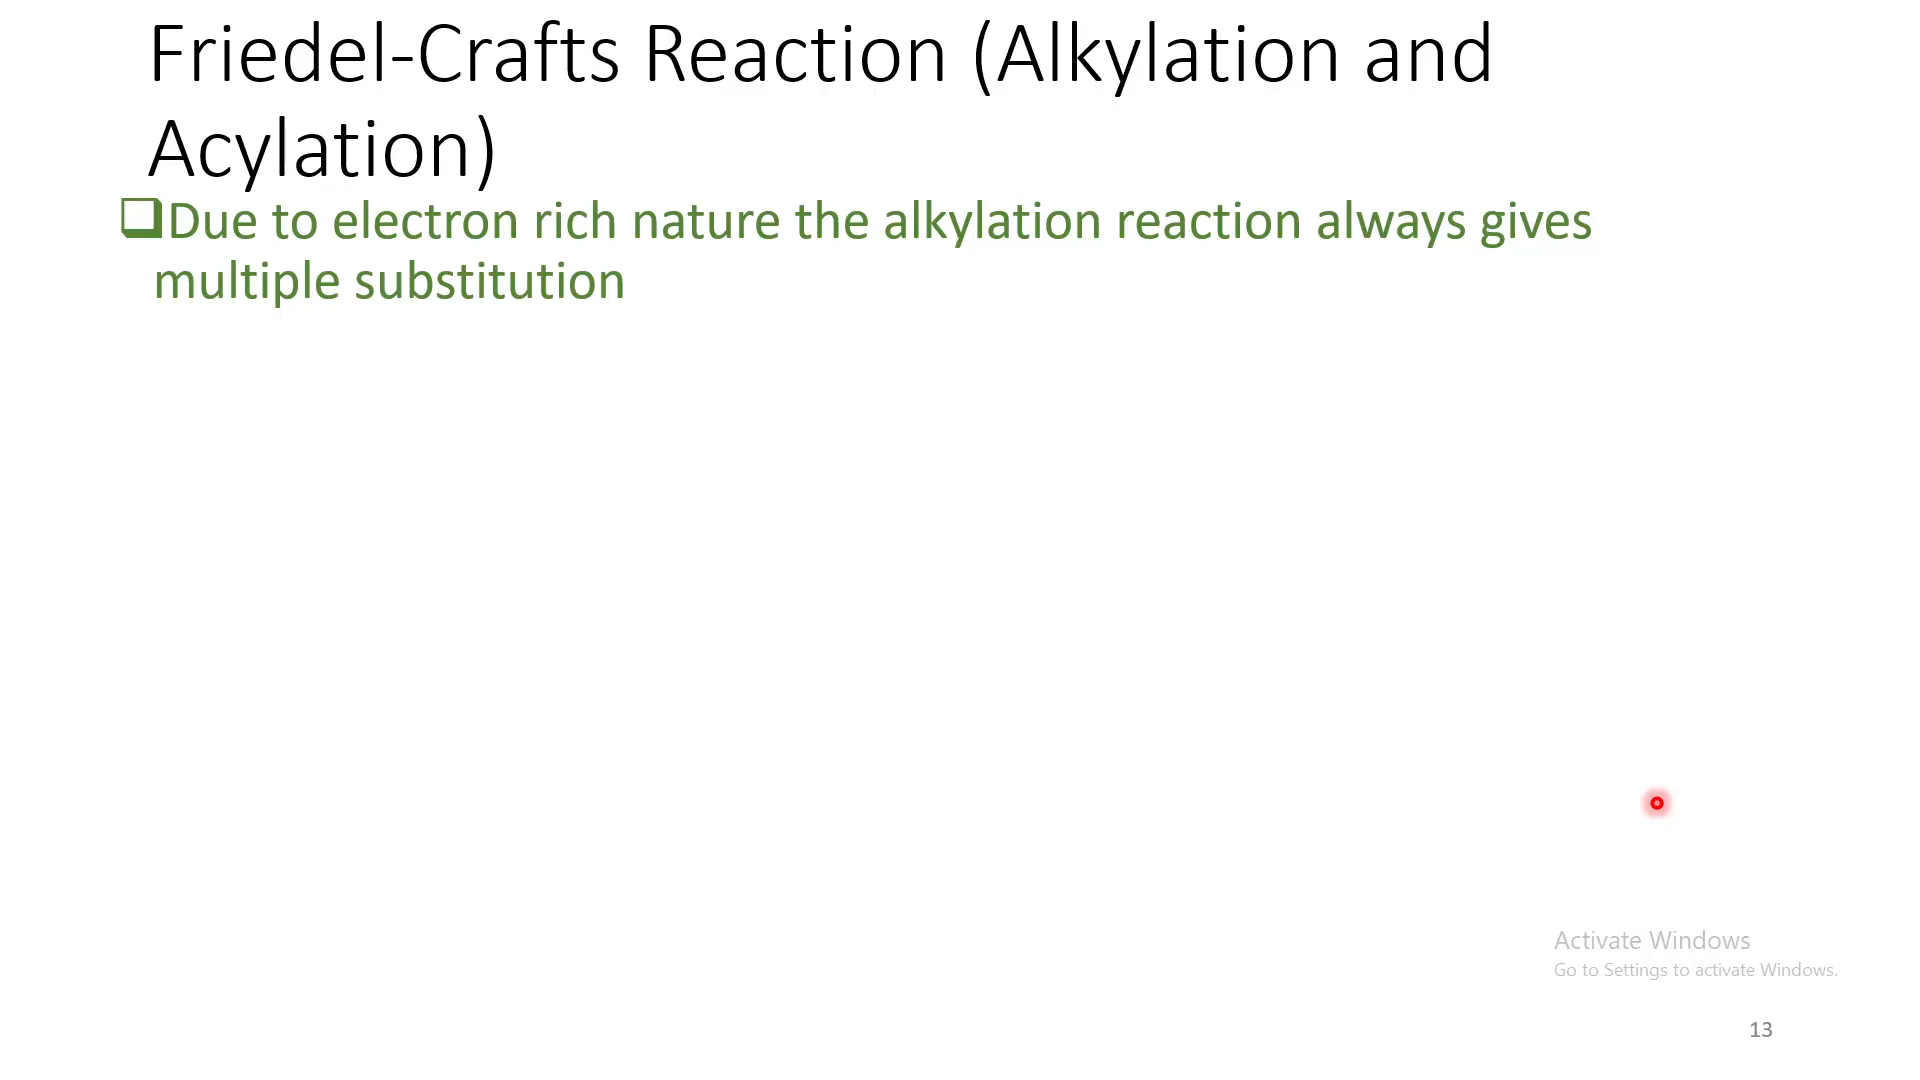 Friedel-Crafts Reaction (Alkylation and
Acylation)
❑Due to electron rich nature the alkylation reaction always gives
multiple substitution
Activate Windows
Go to Settings to activate Windows.
13